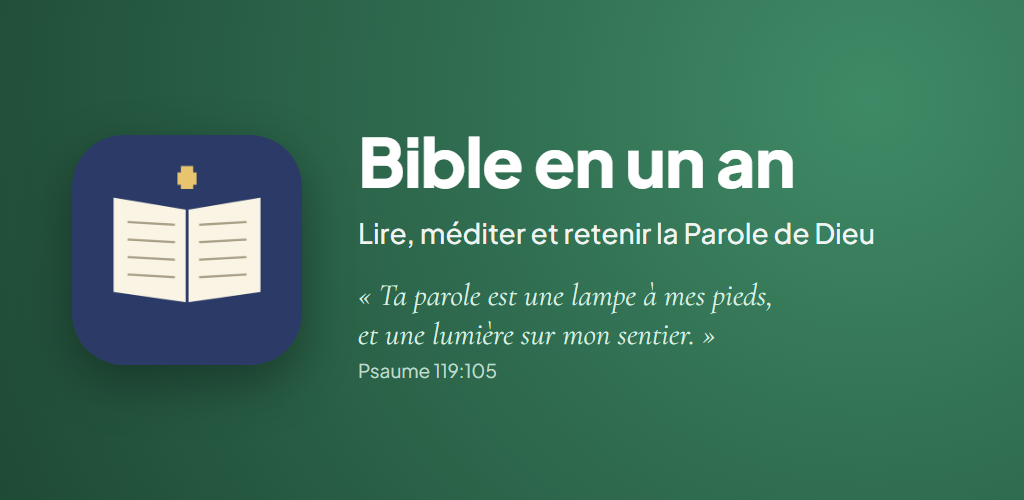 Bible en un an
Lire, méditer et retenir la Parole de Dieu
« Ta parole est une lampe à mes pieds,
et une lumière sur mon sentier. »
Psaume 119:105